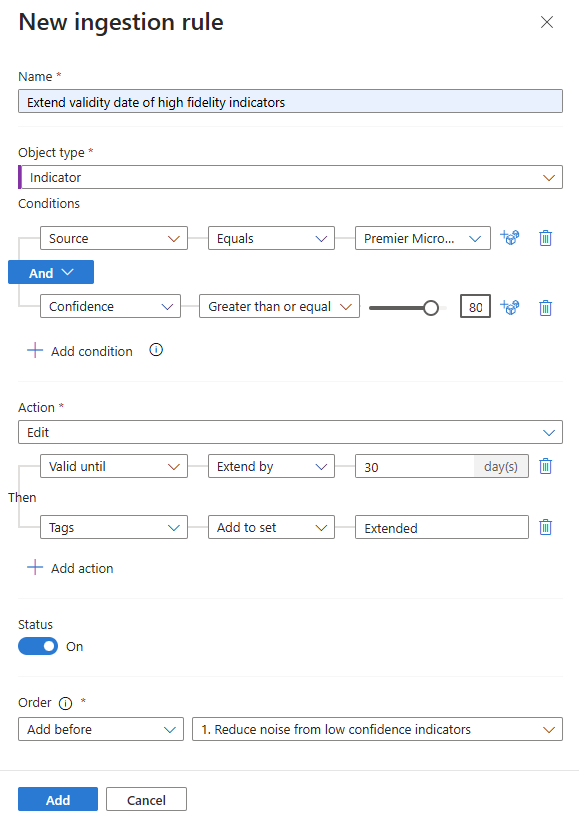 New ingestion rule
Name *
Extend validity date of high fidelity indicators
Object type *
Indicator
Conditions
Source Equals Premier Micro...
And
Confidence Greater than or equal 80
Add condition
Action *
Edit
Valid until Extend by 30 day(s)
Then
Tags Add to set Extended
Add action
Status
On
Order *
Add before 1. Reduce noise from low confidence indicators
Add Cancel